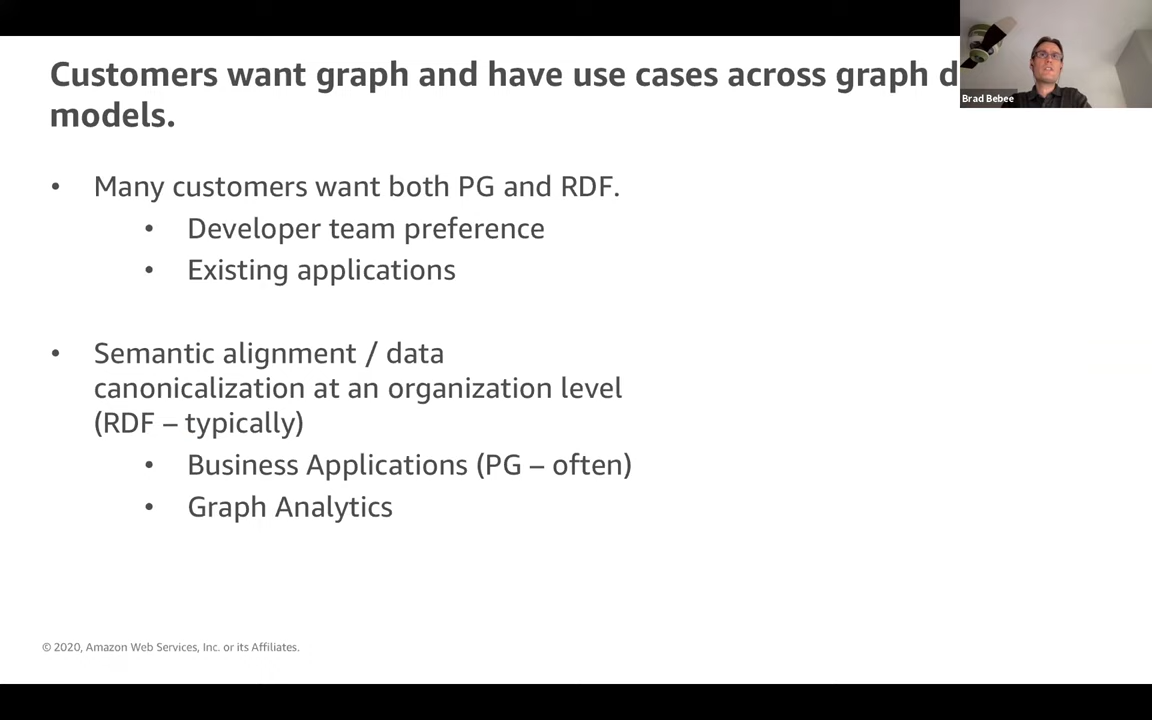 Customers want graph and have use cases across graph d
models.
Brad Bebee
• Many customers want both PG and RDF.
• Developer team preference
• Existing applications
• Semantic alignment / data
canonicalization at an organization level
(RDF – typically)
• Business Applications (PG – often)
• Graph Analytics
© 2020, Amazon Web Services, Inc. or its Affiliates.